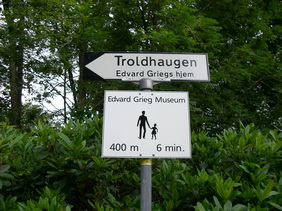 Troldhaugen
Edvard Griegs hjem
Edvard Grieg Museum
400 m 6 min.